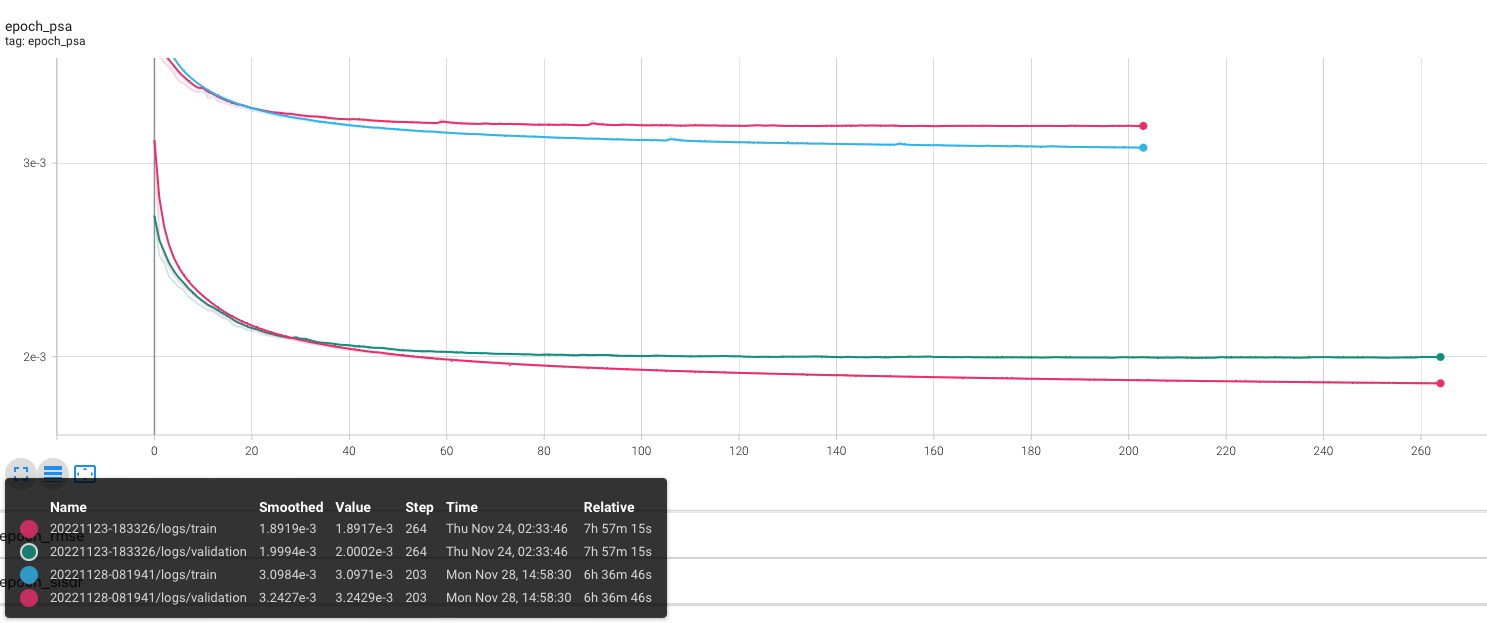 epoch_psa
tag: epoch_psa
3e-3
2e-3
0 20 40 60 80 100 120 140 160 180 200 220 240 260
Name Smoothed Value Step Time Relative
20221123-183326/logs/train 1.8919e-3 1.8917e-3 264 Thu Nov 24, 02:33:46 7h 57m 15s
epoch_rmse
20221123-183326/logs/validation 1.9994e-3 2.0002e-3 264 Thu Nov 24, 02:33:46 7h 57m 15s
20221128-081941/logs/train 3.0984e-3 3.0971e-3 203 Mon Nov 28, 14:58:30 6h 36m 46s
epoch_sisdr
20221128-081941/logs/validation 3.2427e-3 3.2429e-3 203 Mon Nov 28, 14:58:30 6h 36m 46s